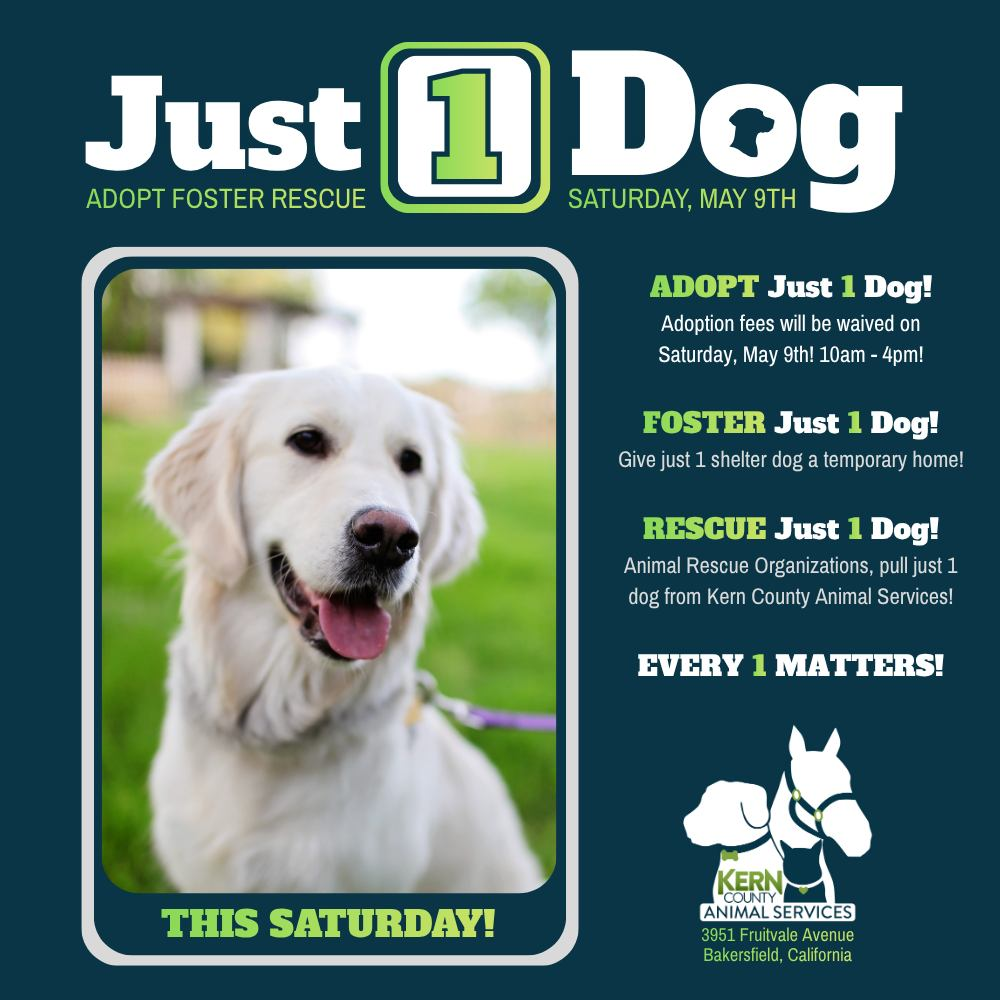 Just 1 Dog
ADOPT FOSTER RESCUE
SATURDAY, MAY 9TH
ADOPT Just 1 Dog!
Adoption fees will be waived on
Saturday, May 9th! 10am - 4pm!
FOSTER Just 1 Dog!
Give just 1 shelter dog a temporary home!
RESCUE Just 1 Dog!
Animal Rescue Organizations, pull just 1
dog from Kern County Animal Services!
EVERY 1 MATTERS!
THIS SATURDAY!
KERN
COUNTY
ANIMAL SERVICES
3951 Fruitvale Avenue
Bakersfield, California